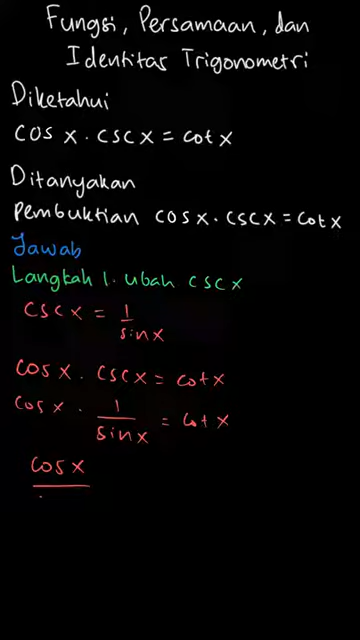 Fungsi, Persamaan, dan
Identitas Trigonometri
Diketahui
cos x . csc x = cot x
Ditanyakan
Pembuktian cos x . csc x = cot x
Jawab
Langkah 1. ubah csc x
csc x = 1/sin x
cos x . csc x = cot x
cos x . 1/sin x = cot x
cos x